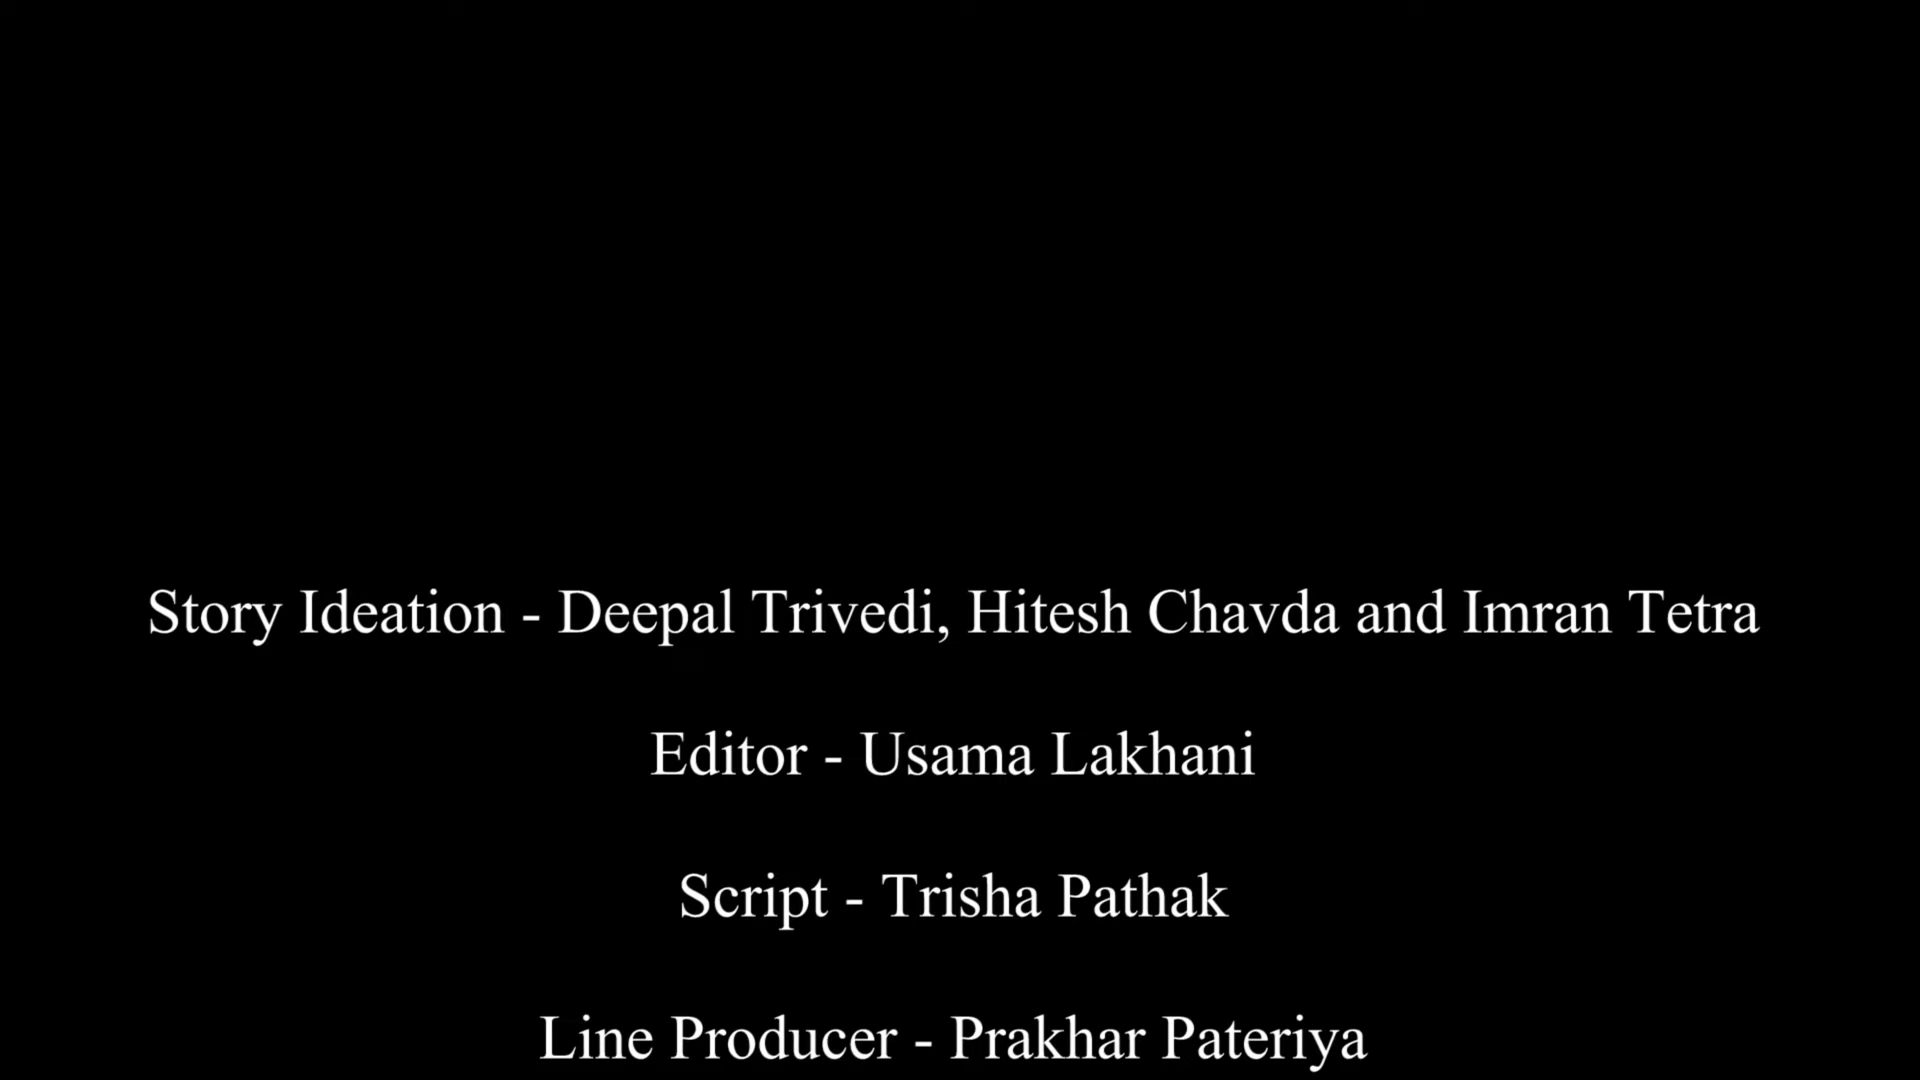 Story Ideation - Deepal Trivedi, Hitesh Chavda and Imran Tetra
Editor - Usama Lakhani
Script - Trisha Pathak
Line Producer - Prakhar Pateriya